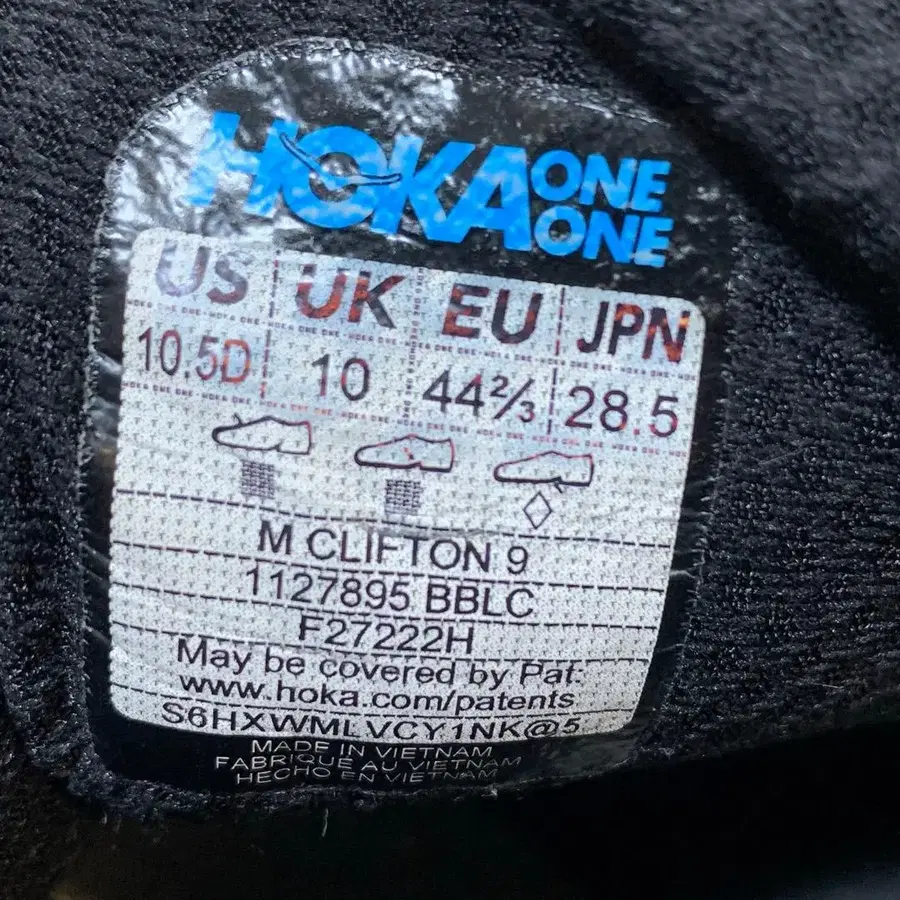 HOKA ONE ONE
US UK EU JPN
10.5D 10 44⅔ 28.5
M CLIFTON 9
1127895 BBLC
F27222H
May be covered by Pat:
www.hoka.com/patents
S6HXWMLVCY1NK@5
MADE IN VIETNAM
FABRIQUÉ AU VIETNAM
HECHO EN VIETNAM